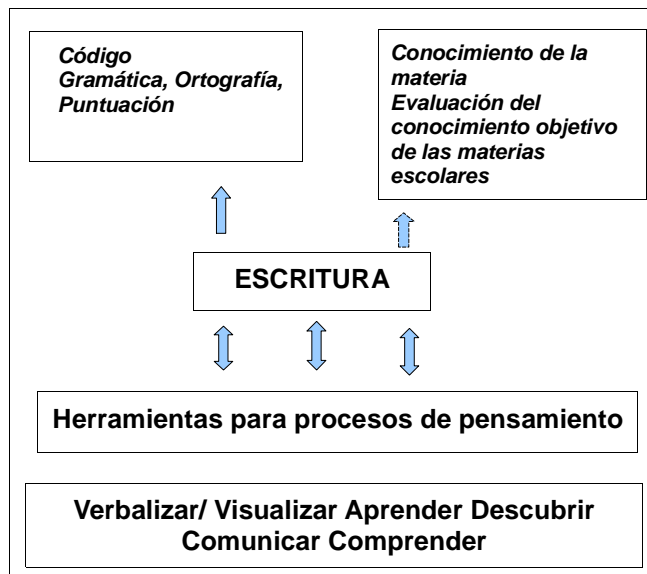 Código
Gramática, Ortografía,
Puntuación
Conocimiento de la
materia
Evaluación del
conocimiento objetivo
de las materias
escolares
ESCRITURA
Herramientas para procesos de pensamiento
Verbalizar/ Visualizar Aprender Descubrir
Comunicar Comprender